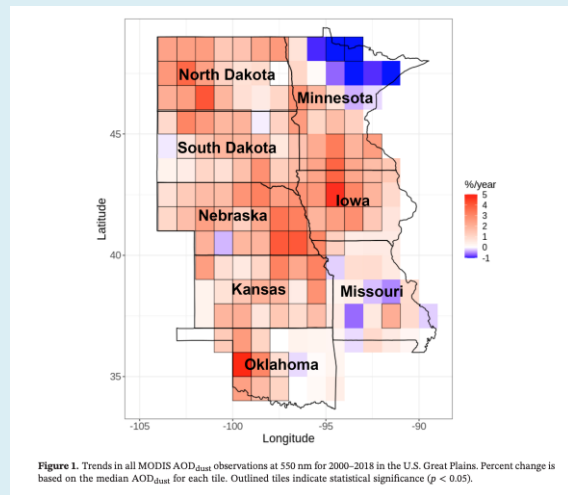 North Dakota
Minnesota
45
South Dakota
%/year
5
4
3
2
1
0
-1
Iowa
Nebraska
Latitude
40
Kansas
Missouri
35
Oklahoma
-105
-100
-95
-90
Longitude
Figure 1. Trends in all MODIS AODdust observations at 550 nm for 2000–2018 in the U.S. Great Plains. Percent change is
based on the median AODdust for each tile. Outlined tiles indicate statistical significance (p < 0.05).